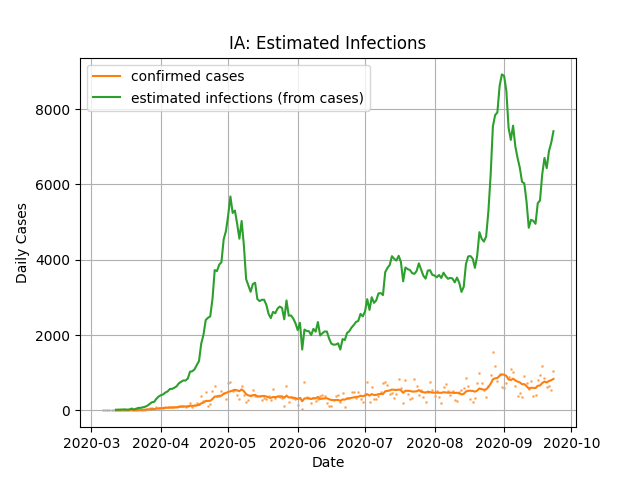 IA: Estimated Infections
confirmed cases
estimated infections (from cases)
Daily Cases
8000
6000
4000
2000
0
2020-03 2020-04 2020-05 2020-06 2020-07 2020-08 2020-09 2020-10
Date